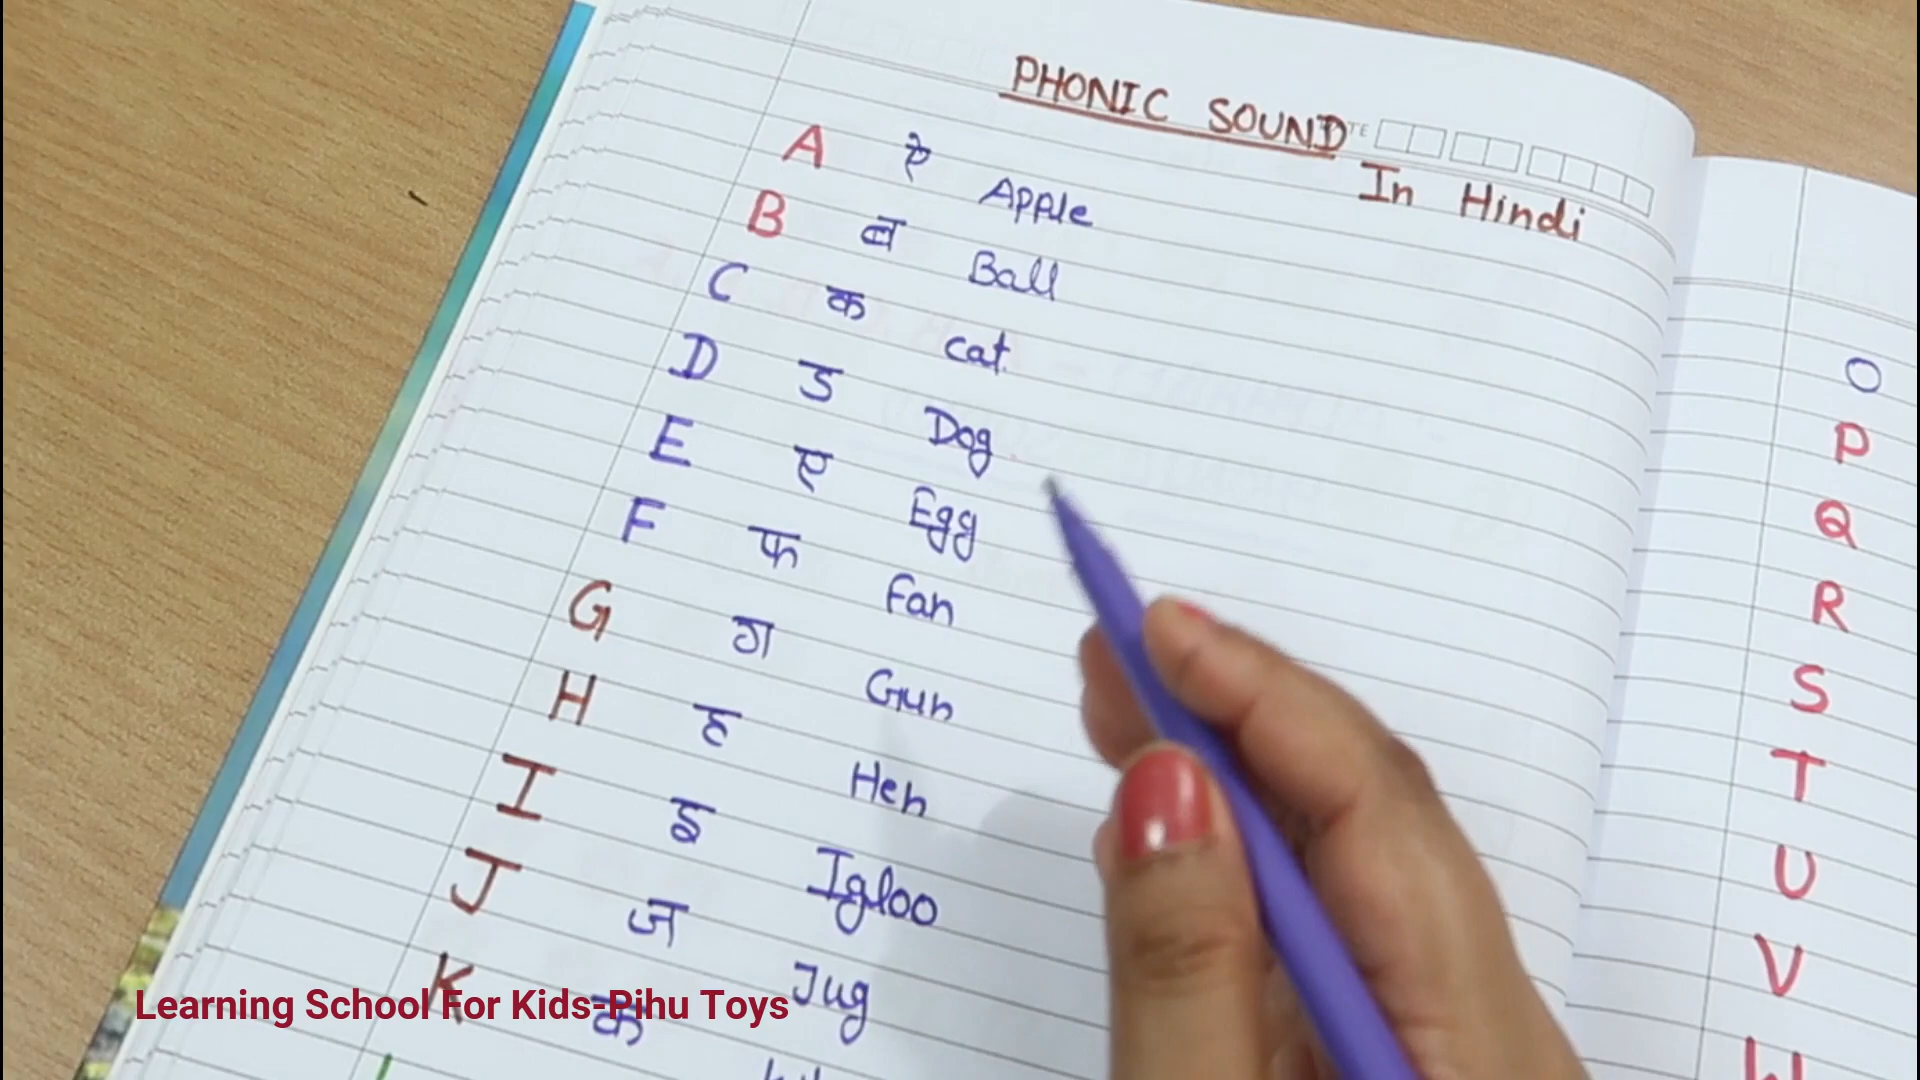 PHONIC SOUND
In Hindi
A ऐ Apple
B ब Ball
C क Cat
D ड Dog
E ए Egg
F फ Fan
G ग Gun
H ह Hen
I इ Igloo
J ज Jug
K क
O
P
Q
R
S
T
U
V
W
Learning School For Kids-Pihu Toys